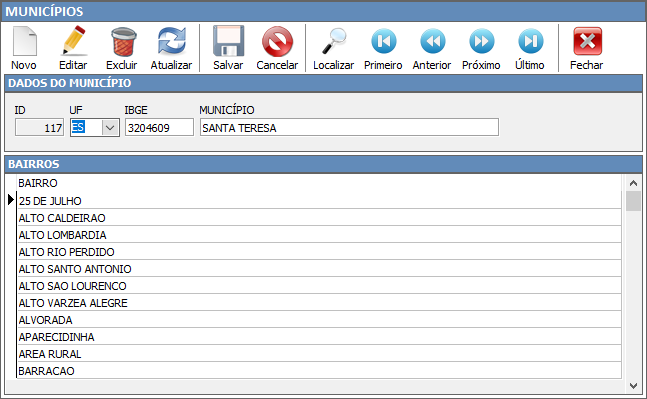 MUNICÍPIOS
Novo Editar Excluir Atualizar Salvar Cancelar Localizar Primeiro Anterior Próximo Último Fechar
DADOS DO MUNICÍPIO
ID UF IBGE MUNICÍPIO
117 ES 3204609 SANTA TERESA
BAIRROS
BAIRRO
25 DE JULHO
ALTO CALDEIRAO
ALTO LOMBARDIA
ALTO RIO PERDIDO
ALTO SANTO ANTONIO
ALTO SAO LOURENCO
ALTO VARZEA ALEGRE
ALVORADA
APARECIDINHA
AREA RURAL
BARRACAO